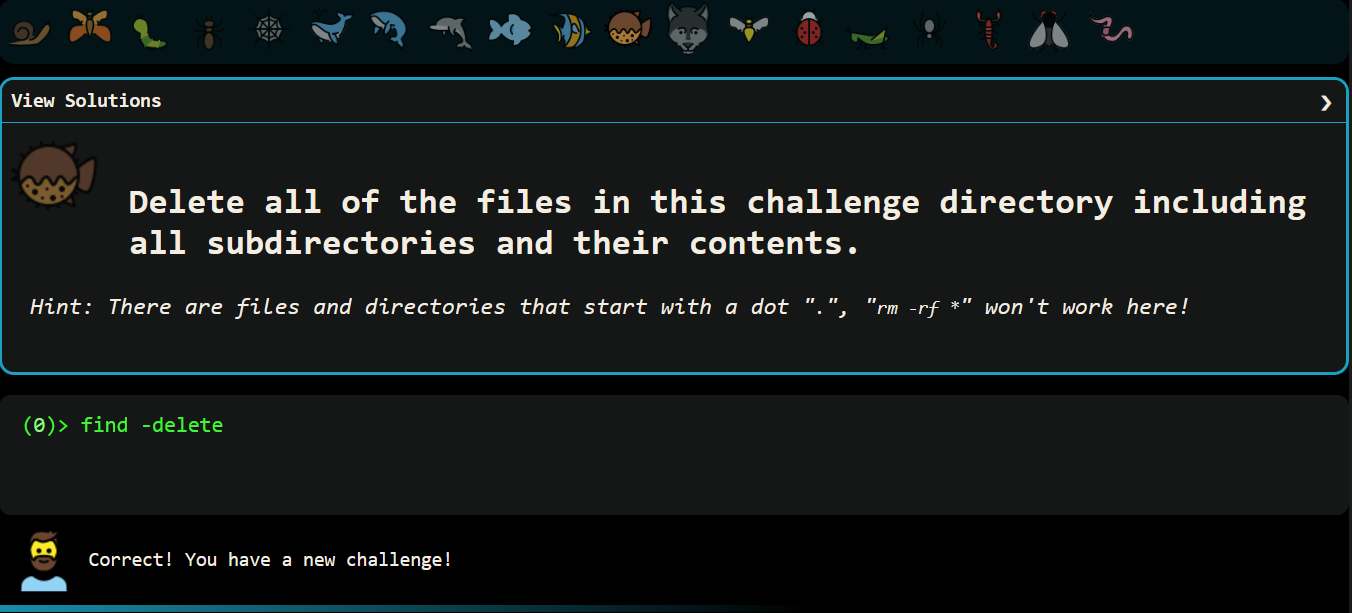 View Solutions
Delete all of the files in this challenge directory including
all subdirectories and their contents.
Hint: There are files and directories that start with a dot ".", "rm -rf *" won't work here!
(0)> find -delete
Correct! You have a new challenge!